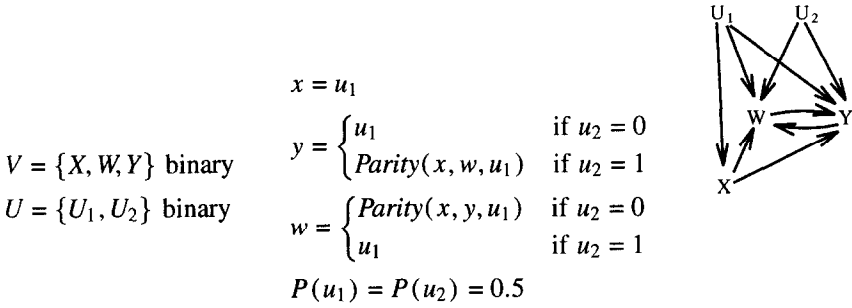 V = {X, W, Y} binary
U = {U₁, U₂} binary
x = u₁
y = { u₁ if u₂ = 0
Parity(x, w, u₁) if u₂ = 1
w = { Parity(x, y, u₁) if u₂ = 0
u₁ if u₂ = 1
P(u₁) = P(u₂) = 0.5
U₁ U₂
W Y
X